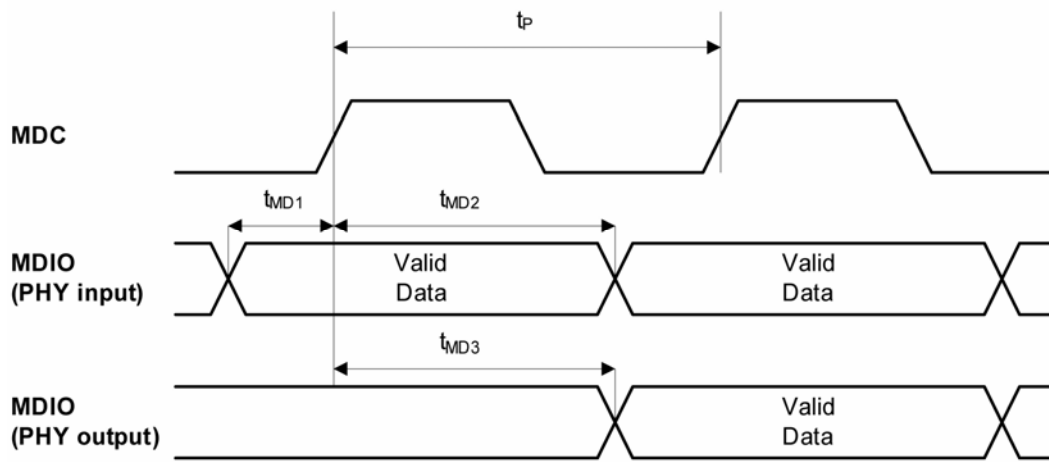 tP
MDC
tMD1
tMD2
MDIO
(PHY input)
Valid
Data
Valid
Data
tMD3
MDIO
(PHY output)
Valid
Data